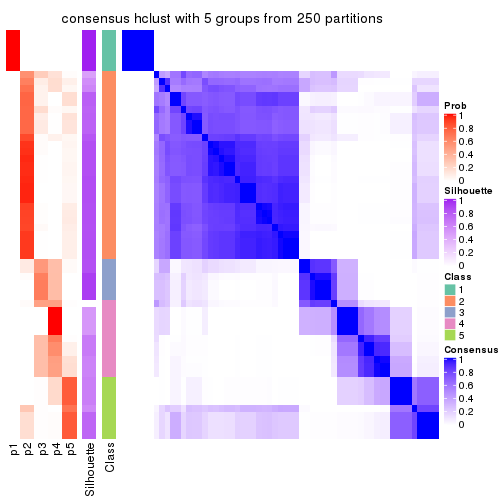 consensus hclust with 5 groups from 250 partitions
Prob
1
0.8
0.6
0.4
0.2
0
Silhouette
1
0.8
0.6
0.4
0.2
0
Class
1
2
3
4
5
Consensus
1
0.8
0.6
0.4
0.2
0
p1
p2
p3
p4
p5
Silhouette
Class